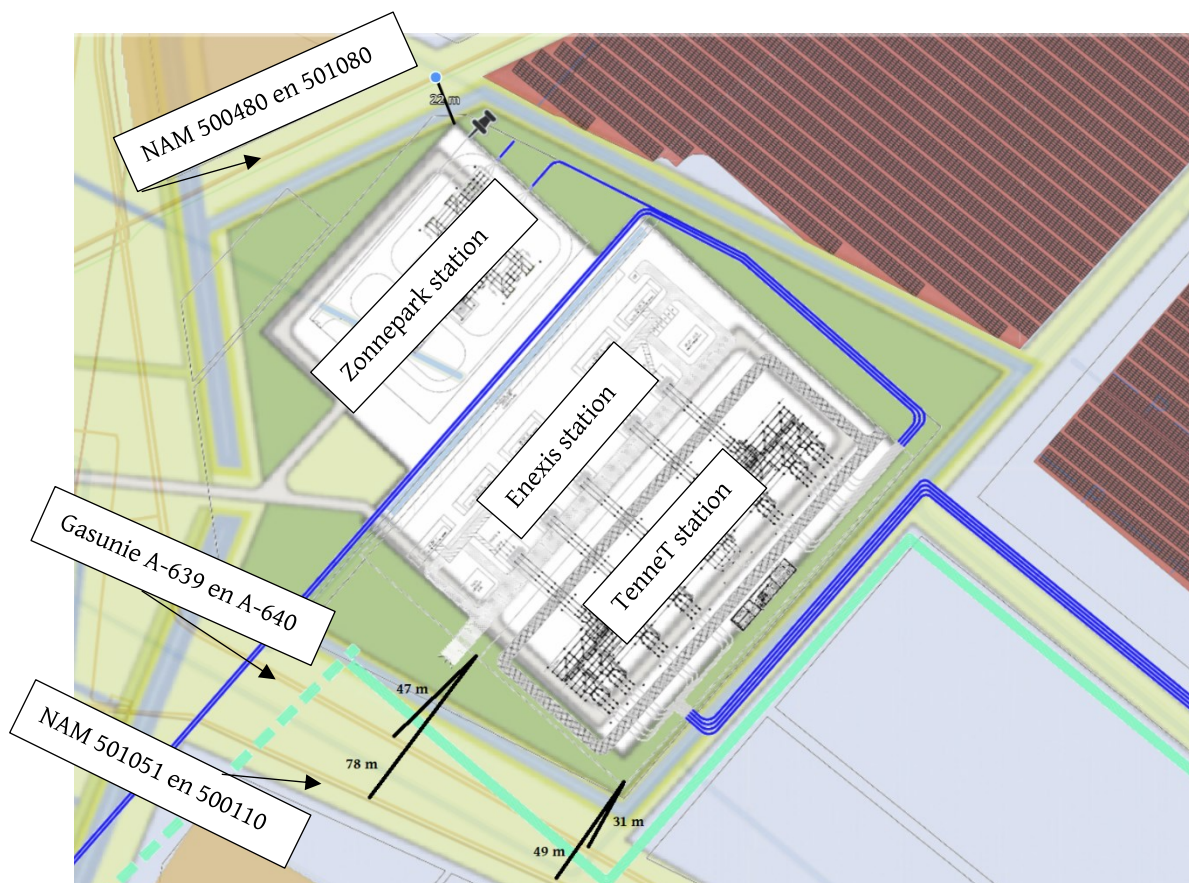 NAM 500480 en 501080
22 m
Zonnepark station
Enexis station
TenneT station
Gasunie A-639 en A-640
47 m
NAM 501051 en 500110
78 m
31 m
49 m